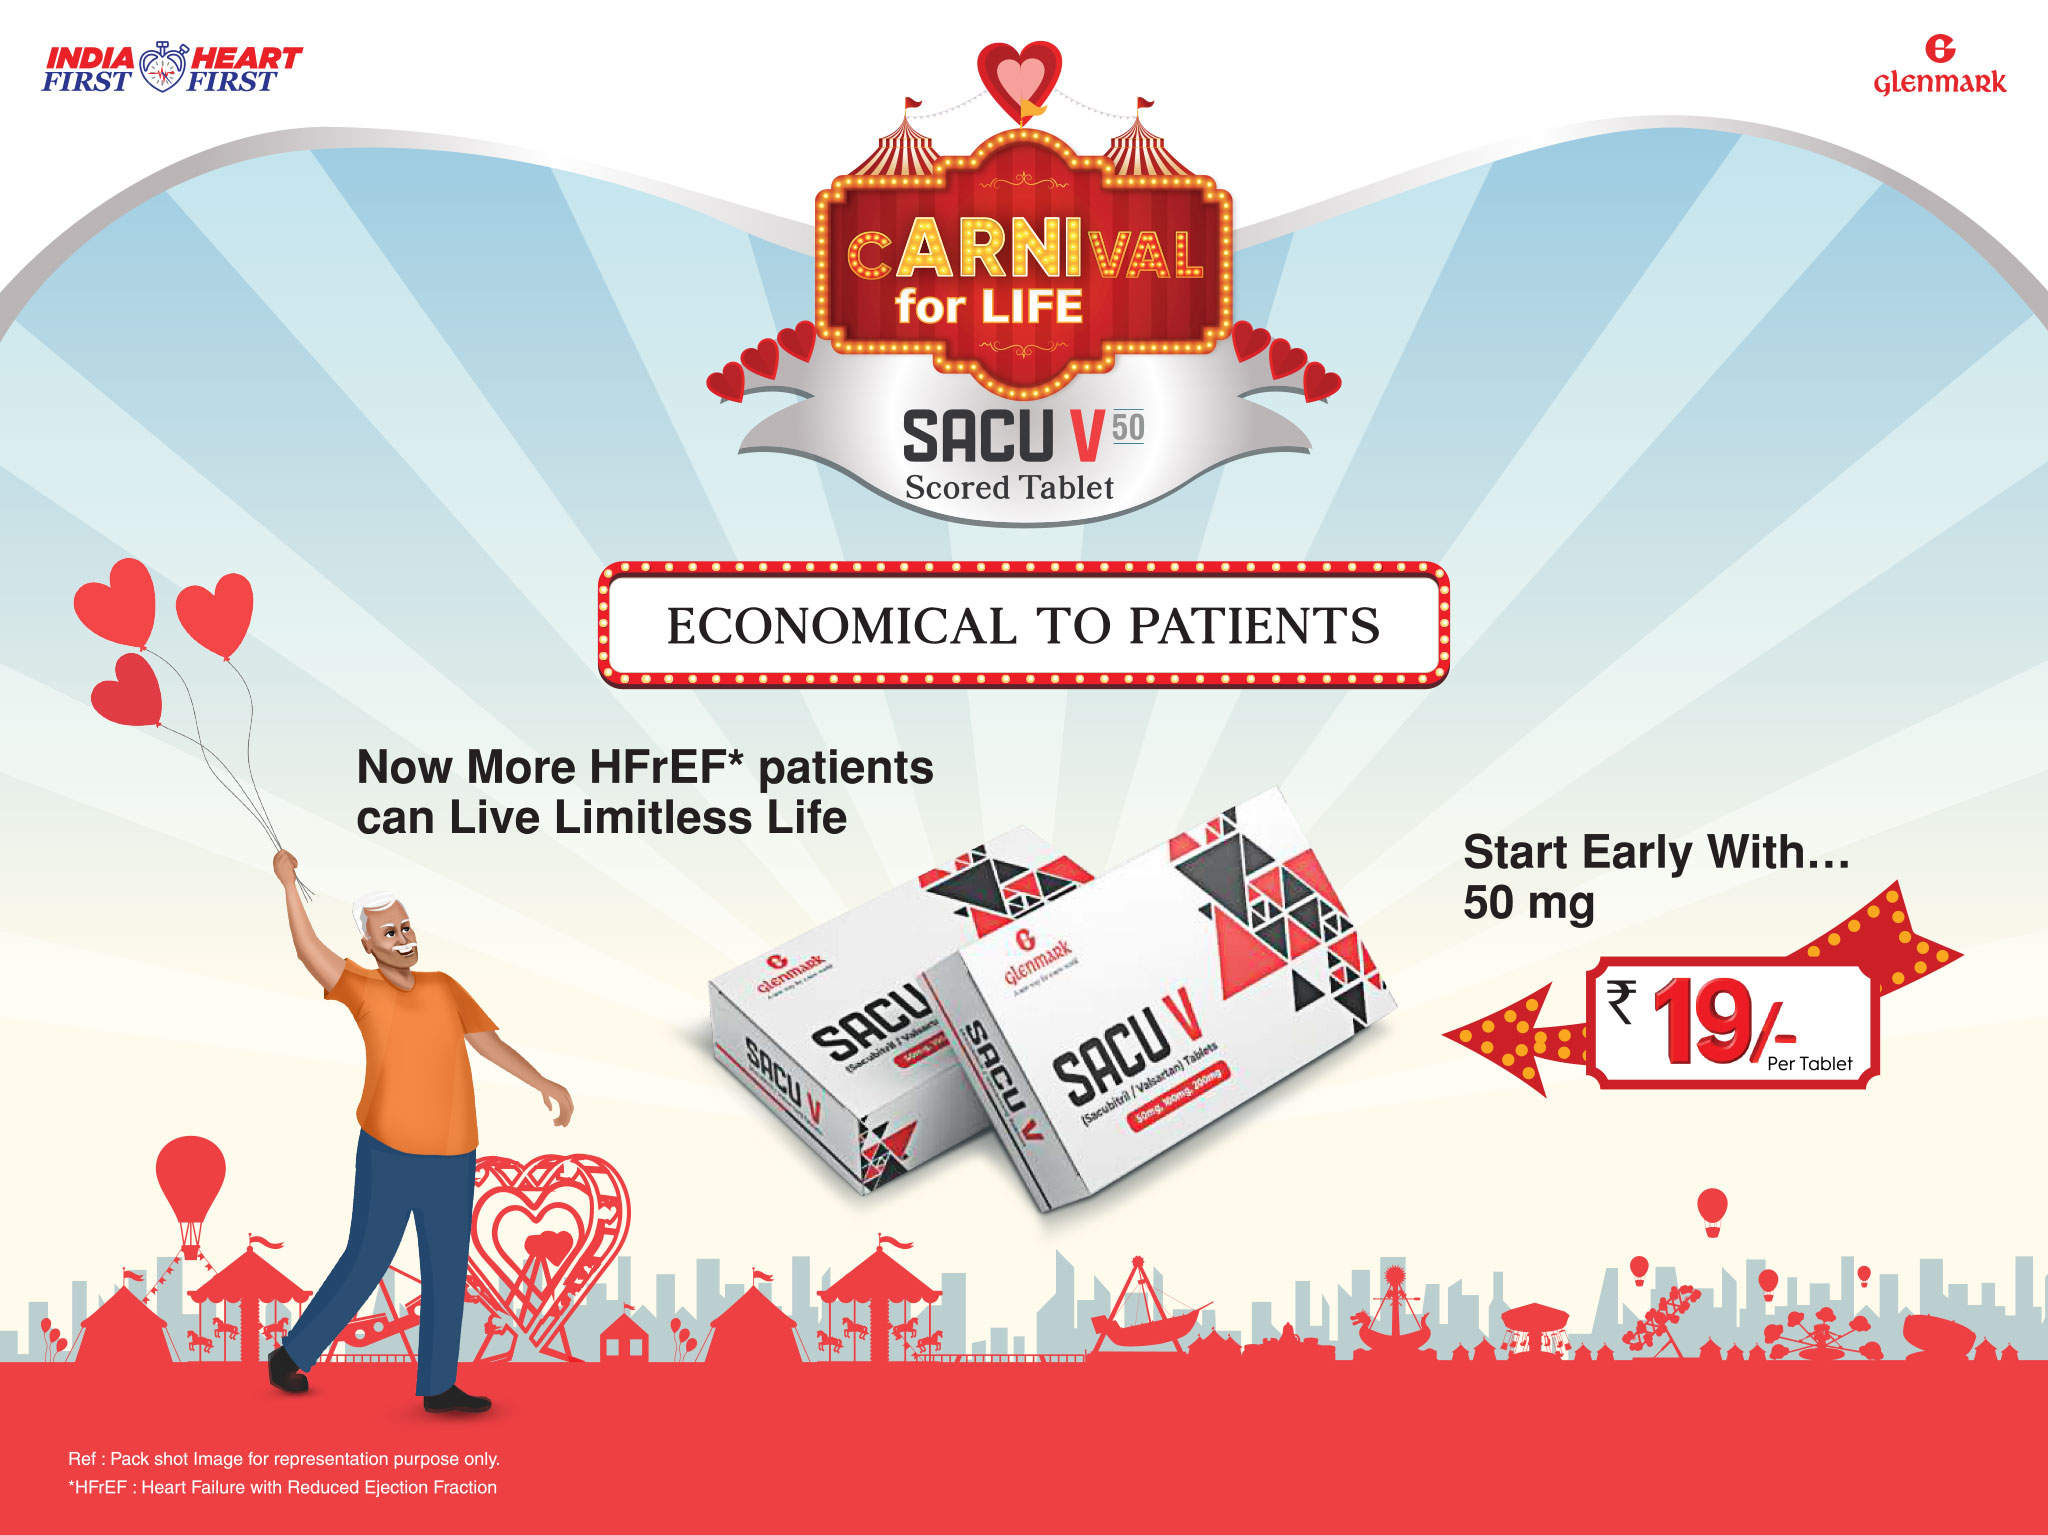 INDIA HEART
FIRST FIRST
Glenmark
CARNIVAL
for LIFE
SACU V 50
Scored Tablet
ECONOMICAL TO PATIENTS
Now More HFrEF* patients
can Live Limitless Life
Start Early With...
50 mg
₹ 19/-
Per Tablet
Glenmark
SACU
(Sacubitril / Valsartan
SACU V
Glenmark
SACU V
(Sacubitril / Valsartan) Tablets
50mg, 100mg, 200mg
SACU V
Ref : Pack shot Image for representation purpose only.
*HFrEF : Heart Failure with Reduced Ejection Fraction